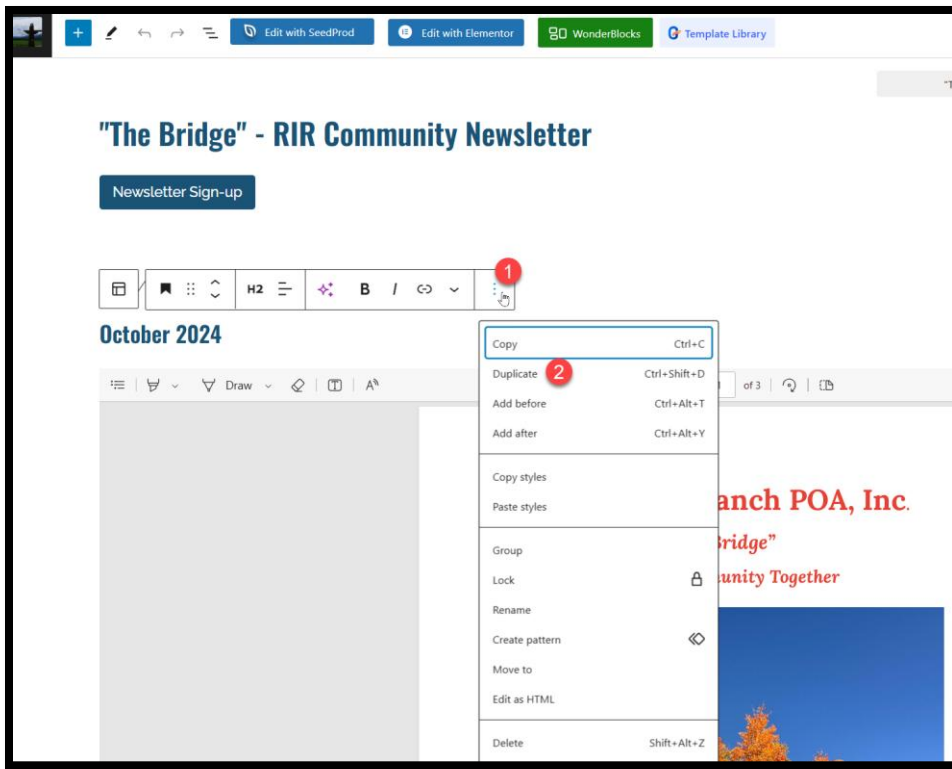 Edit with SeedProd
Edit with Elementor
WonderBlocks
Template Library
"T
"The Bridge" - RIR Community Newsletter
Newsletter Sign-up
1
H2 B I
October 2024
Copy Ctrl+C
Duplicate 2 Ctrl+Shift+D
Draw
of 3
Add before Ctrl+Alt+T
Add after Ctrl+Alt+Y
Copy styles
Paste styles
anch POA, Inc.
Group
ridge”
Lock
unity Together
Rename
Create pattern
Move to
Edit as HTML
Delete Shift+Alt+Z